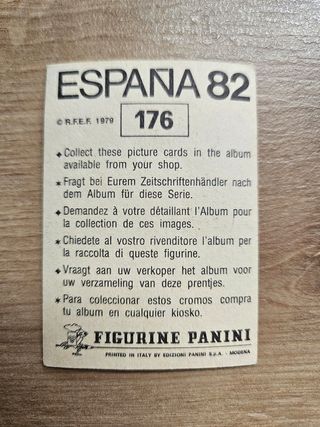 ESPAÑA 82
© R.F.E.F. 1979
176
◆ Collect these picture cards in the album
available from your shop.
★ Fragt bei Eurem Zeitschriftenhändler nach
dem Album für diese Serie.
◆ Demandez à votre détaillant l'Album pour
la collection de ces images.
★ Chiedete al vostro rivenditore l'album per
la raccolta di queste figurine.
◆ Vraagt aan uw verkoper het album voor
uw verzameling van deze prentjes.
★ Para coleccionar estos cromos compra
tu album en cualquier kiosko.
FIGURINE PANINI
PRINTED IN ITALY BY EDIZIONI PANINI S.p.A. - MODENA